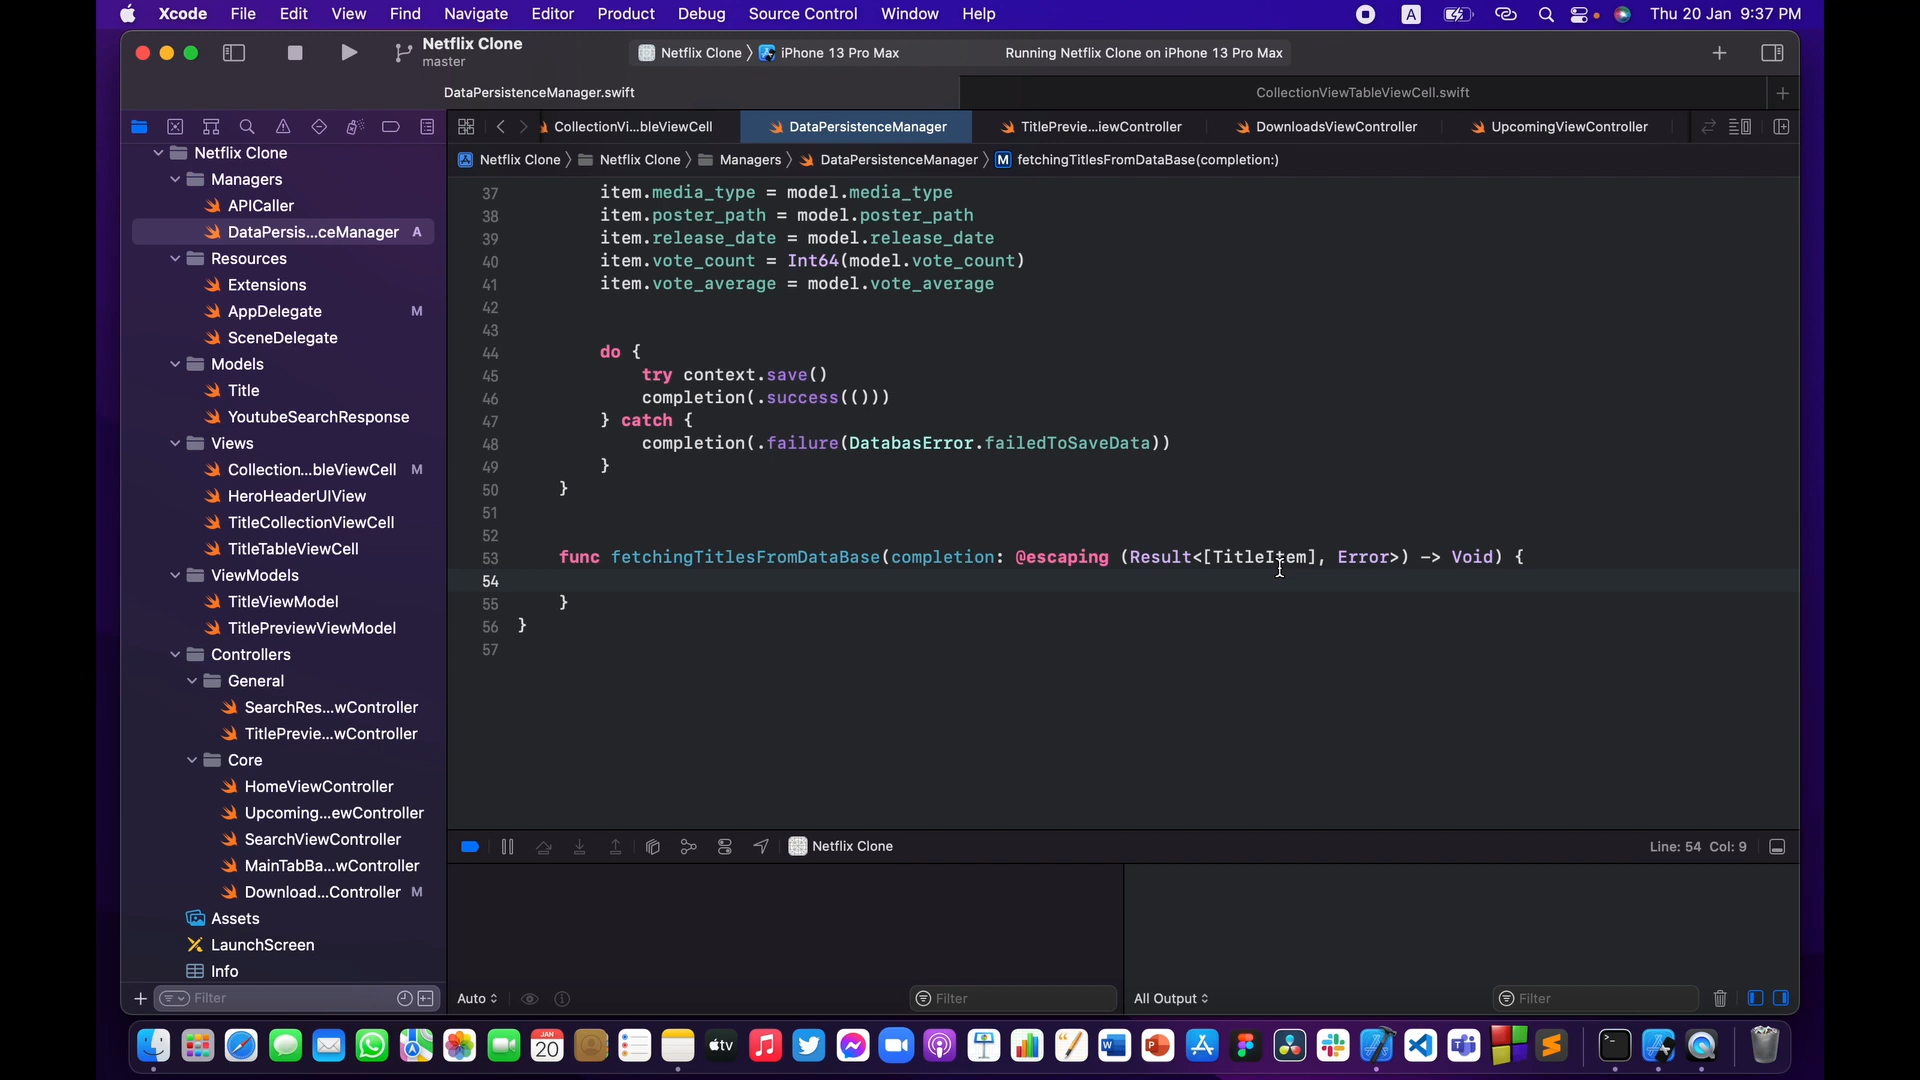 Xcode File Edit View Find Navigate Editor Product Debug Source Control Window Help A Thu 20 Jan 9:37 PM
Netflix Clone
master
Netflix Clone iPhone 13 Pro Max Running Netflix Clone on iPhone 13 Pro Max
DataPersistenceManager.swift CollectionViewTableViewCell.swift
CollectionVi...bleViewCell DataPersistenceManager TitlePrevie...iewController DownloadsViewController UpcomingViewController
Netflix Clone Netflix Clone Managers DataPersistenceManager M fetchingTitlesFromDataBase(completion:)
Netflix Clone
Managers
APICaller
DataPersis...ceManager A
Resources
Extensions
AppDelegate M
SceneDelegate
Models
Title
YoutubeSearchResponse
Views
Collection...bleViewCell M
HeroHeaderUIView
TitleCollectionViewCell
TitleTableViewCell
ViewModels
TitleViewModel
TitlePreviewViewModel
Controllers
General
SearchRes...wController
TitlePrevie...wController
Core
HomeViewController
Upcoming...ewController
SearchViewController
MainTabBa...wController
Download...Controller M
Assets
LaunchScreen
Info
Filter
37 item.media_type = model.media_type
38 item.poster_path = model.poster_path
39 item.release_date = model.release_date
40 item.vote_count = Int64(model.vote_count)
41 item.vote_average = model.vote_average
42
43
44 do {
45 try context.save()
46 completion(.success(()))
47 } catch {
48 completion(.failure(DatabasError.failedToSaveData))
49 }
50 }
51
52
53 func fetchingTitlesFromDataBase(completion: @escaping (Result<[TitleItem], Error>) -> Void) {
54
55 }
56 }
57
Netflix Clone Line: 54 Col: 9
Auto Filter All Output Filter
JAN
20
tv